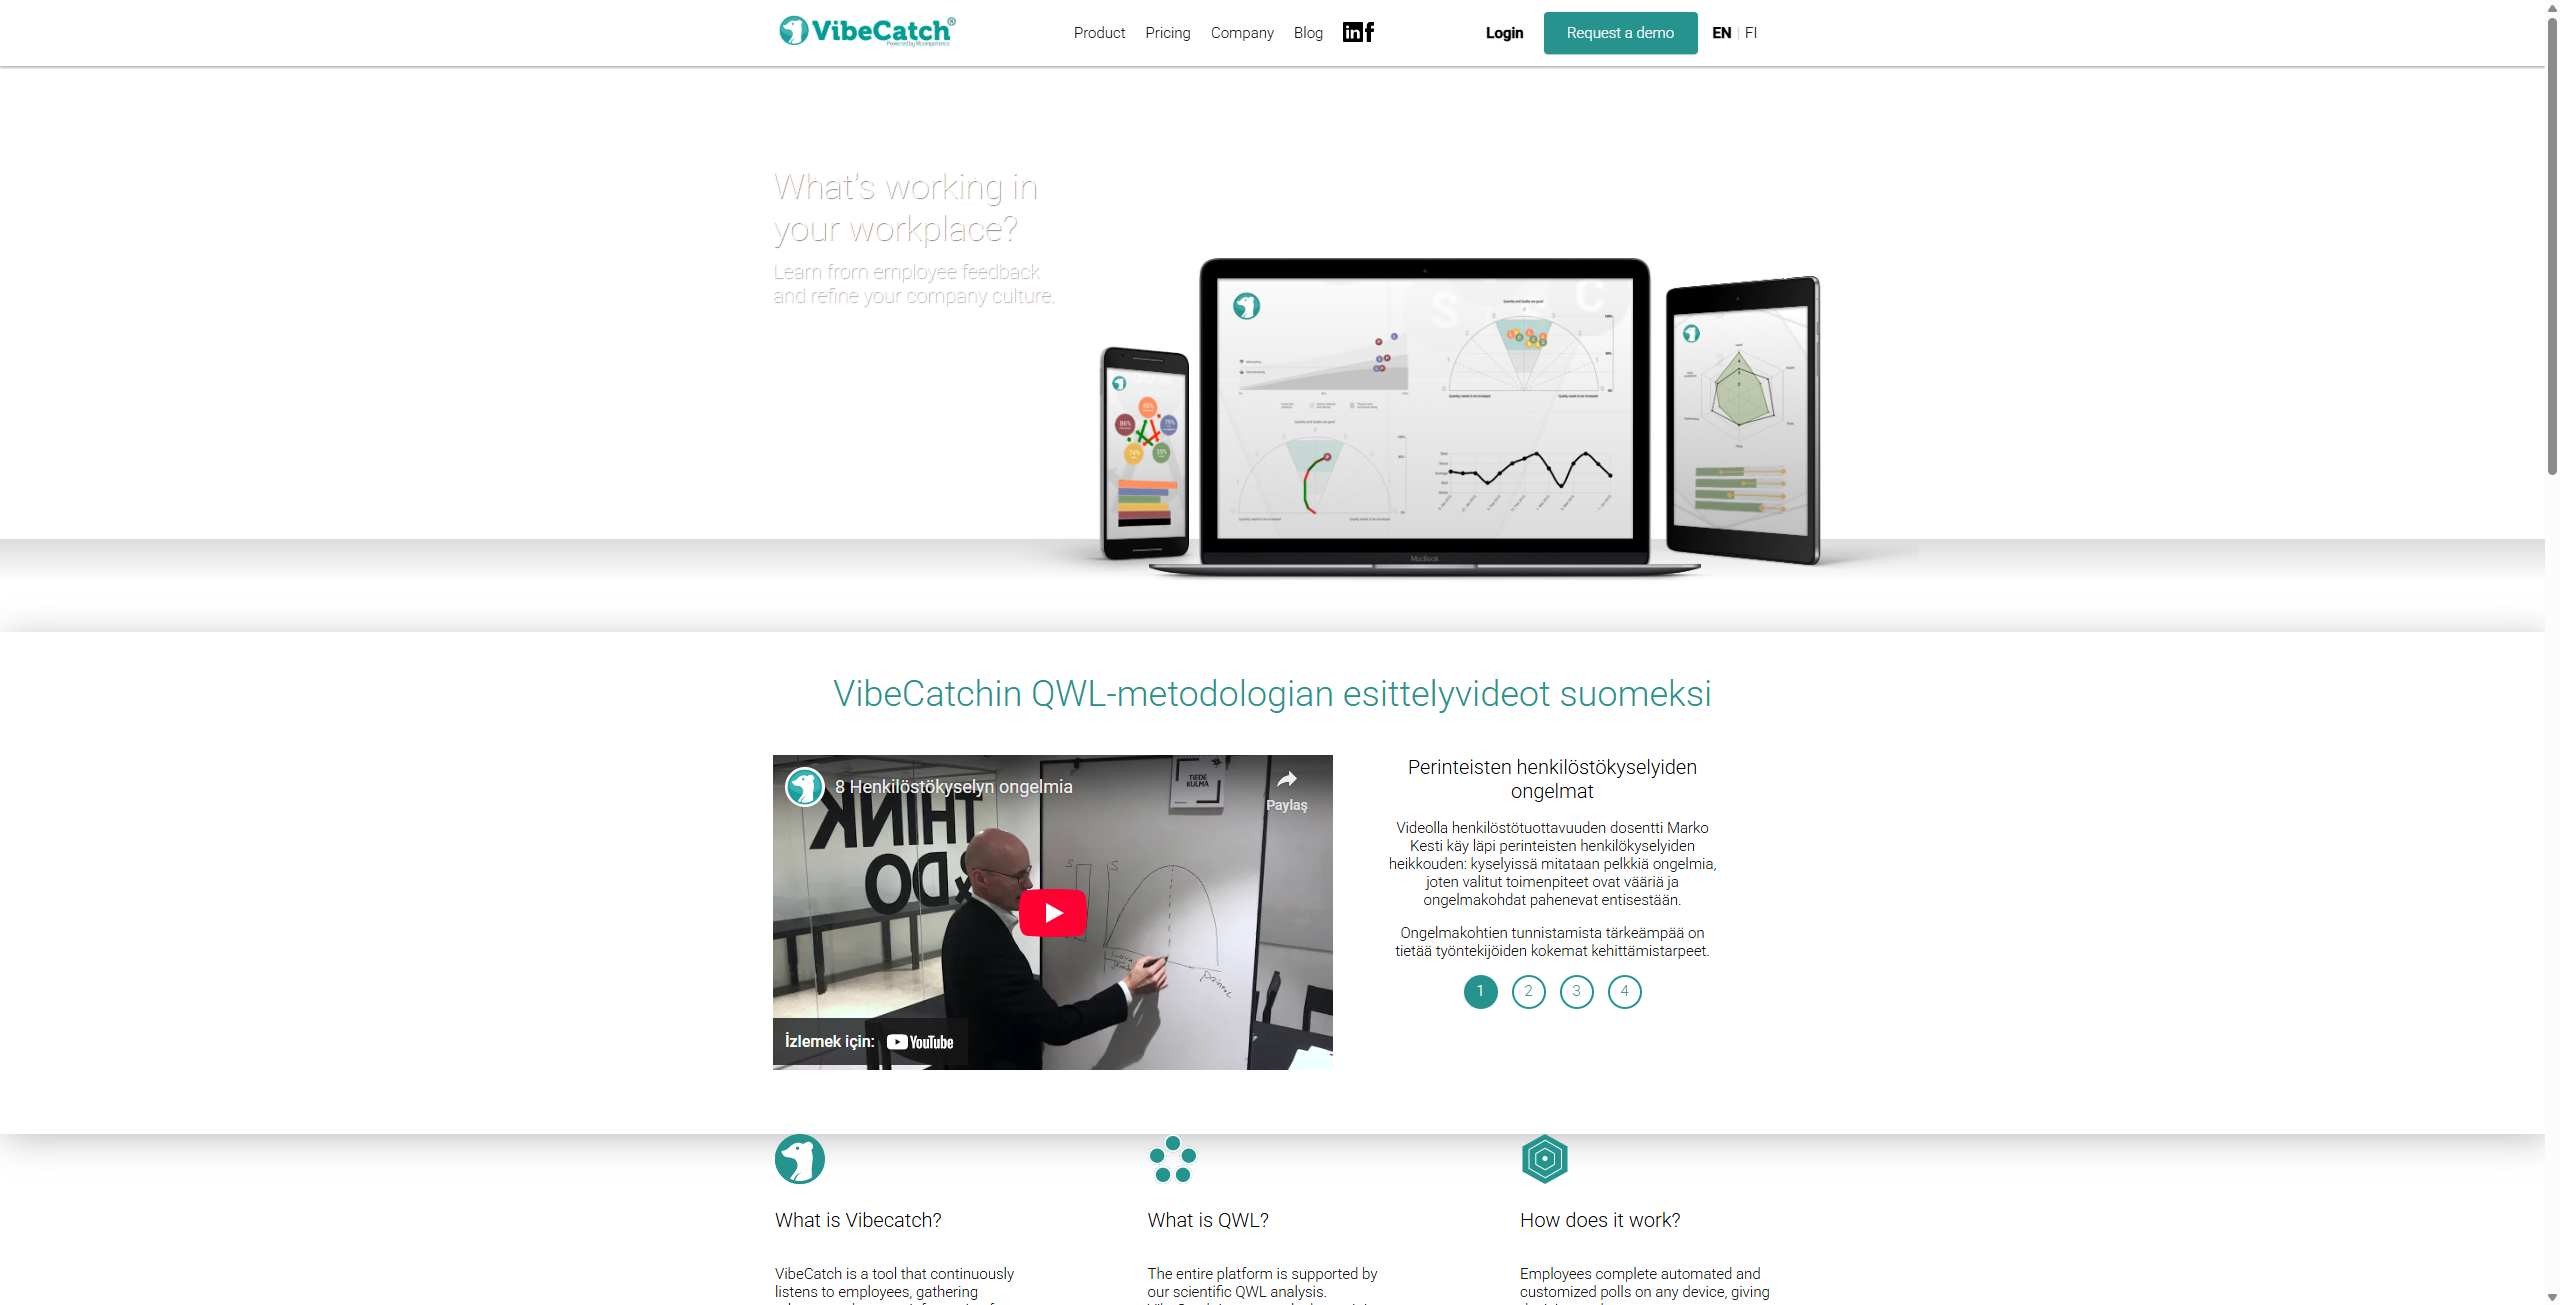 VibeCatch®
Powered by Mcompetence
Product
Pricing
Company
Blog
Login
Request a demo
EN | FI
What's working in
your workplace?
Learn from employee feedback
and refine your company culture.
MacBook
VibeCatchin QWL-metodologian esittelyvideot suomeksi
8 Henkilöstökyselyn ongelmia
Paylaş
TIEDE
KULMA
THINK
&DO
İzlemek için: YouTube
Perinteisten henkilöstökyselyiden
ongelmat
Videolla henkilöstötuottavuuden dosentti Marko
Kesti käy läpi perinteisten henkilökyselyiden
heikkouden: kyselyissä mitataan pelkkiä ongelmia,
joten valitut toimenpiteet ovat vääriä ja
ongelmakohdat pahenevat entisestään.
Ongelmakohtien tunnistamista tärkeämpää on
tietää työntekijöiden kokemat kehittämistarpeet.
1
2
3
4
What is Vibecatch?
VibeCatch is a tool that continuously
listens to employees, gathering
What is QWL?
The entire platform is supported by
our scientific QWL analysis.
How does it work?
Employees complete automated and
customized polls on any device, giving